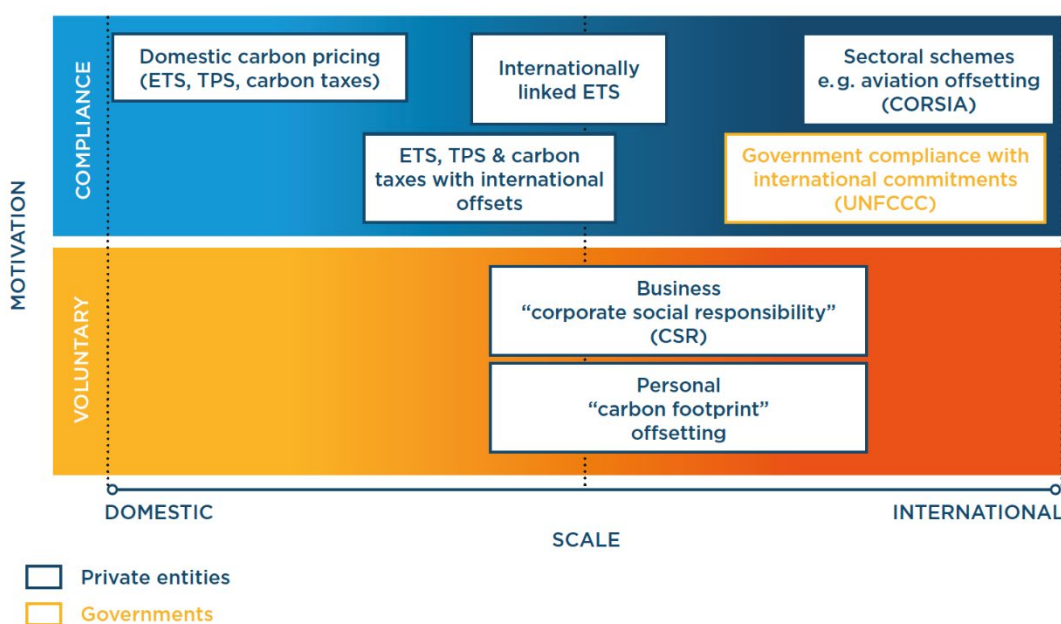 MOTIVATION
COMPLIANCE
Domestic carbon pricing
(ETS, TPS, carbon taxes)
Internationally
linked ETS
Sectoral schemes
e.g. aviation offsetting
(CORSIA)
ETS, TPS & carbon
taxes with international
offsets
Government compliance with
international commitments
(UNFCCC)
VOLUNTARY
Business
“corporate social responsibility”
(CSR)
Personal
“carbon footprint”
offsetting
DOMESTIC
INTERNATIONAL
SCALE
Private entities
Governments